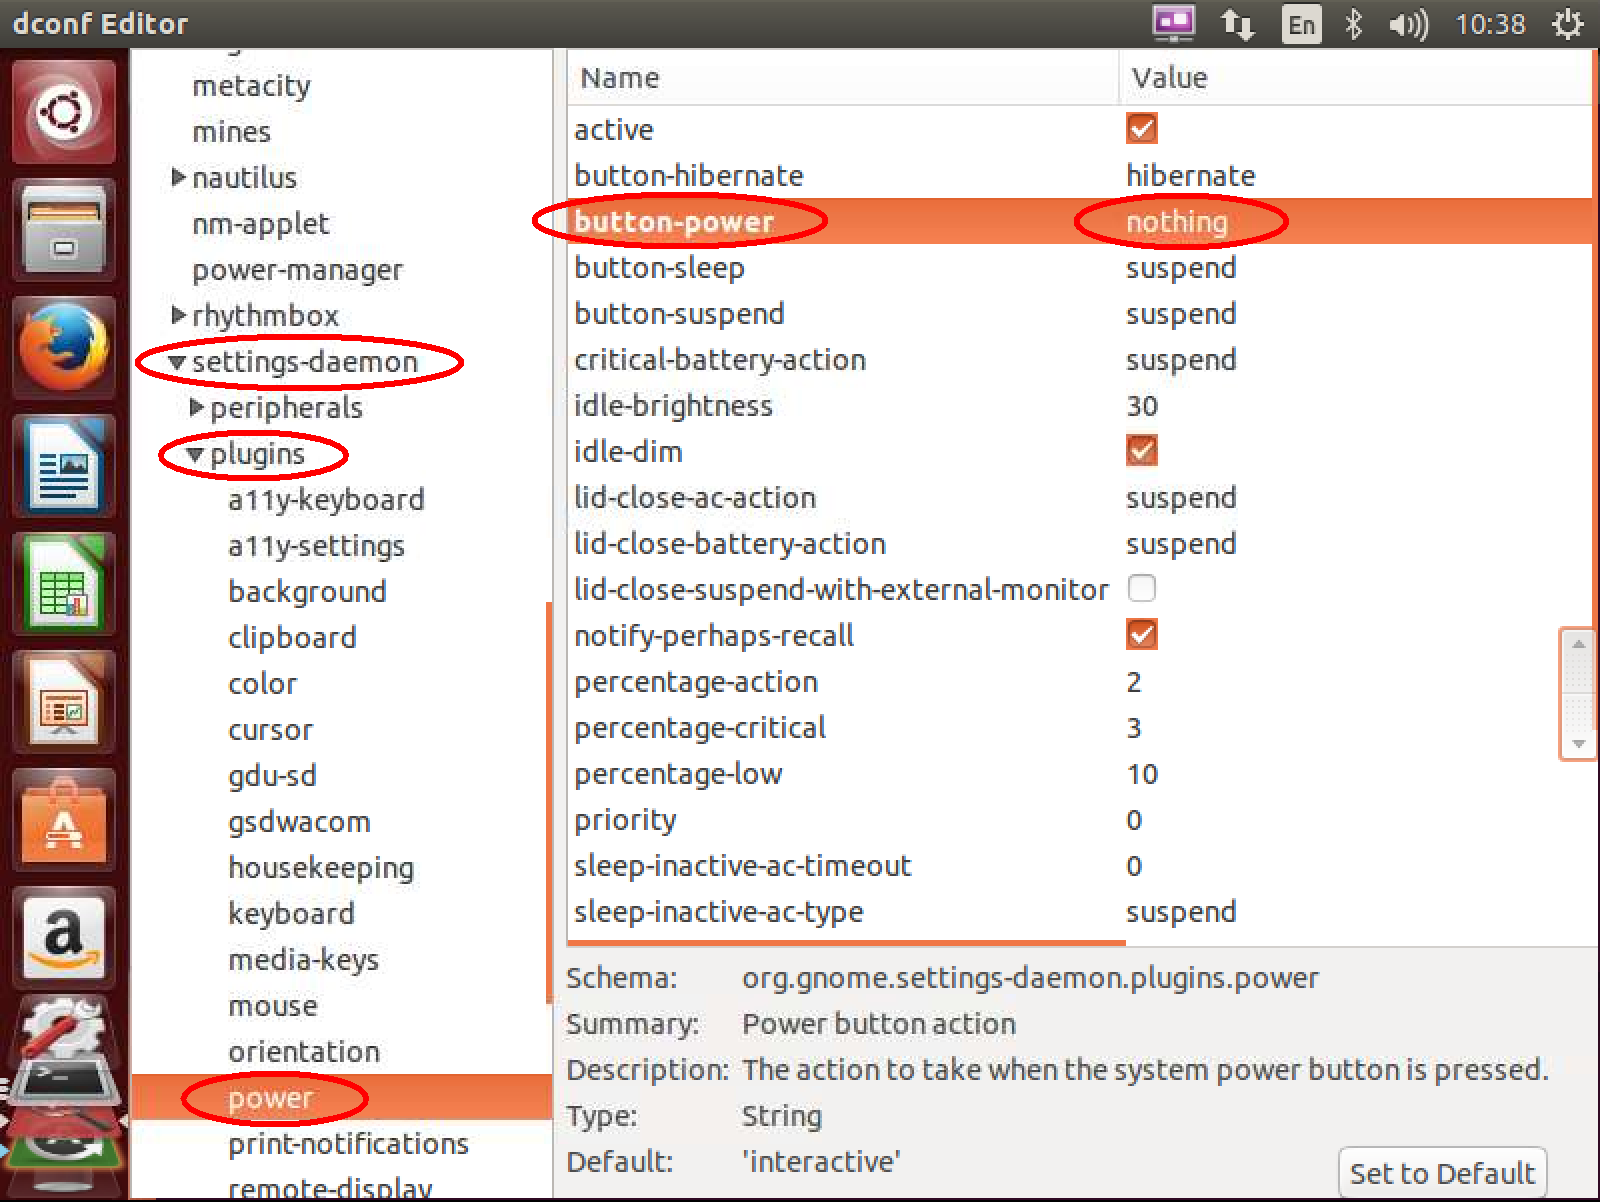 dconf Editor
En
10:38
metacity
mines
nautilus
nm-applet
power-manager
rhythmbox
settings-daemon
peripherals
plugins
a11y-keyboard
a11y-settings
background
clipboard
color
cursor
gdu-sd
gsdwacom
housekeeping
keyboard
media-keys
mouse
orientation
power
print-notifications
remote-display
Name Value
active
button-hibernate hibernate
button-power nothing
button-sleep suspend
button-suspend suspend
critical-battery-action suspend
idle-brightness 30
idle-dim
lid-close-ac-action suspend
lid-close-battery-action suspend
lid-close-suspend-with-external-monitor
notify-perhaps-recall
percentage-action 2
percentage-critical 3
percentage-low 10
priority 0
sleep-inactive-ac-timeout 0
sleep-inactive-ac-type suspend
Schema: org.gnome.settings-daemon.plugins.power
Summary: Power button action
Description: The action to take when the system power button is pressed.
Type: String
Default: 'interactive'
Set to Default